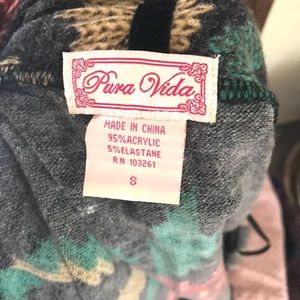 Pura Vida
MADE IN CHINA
95%ACRYLIC
5%ELASTANE
R.N 103261
S